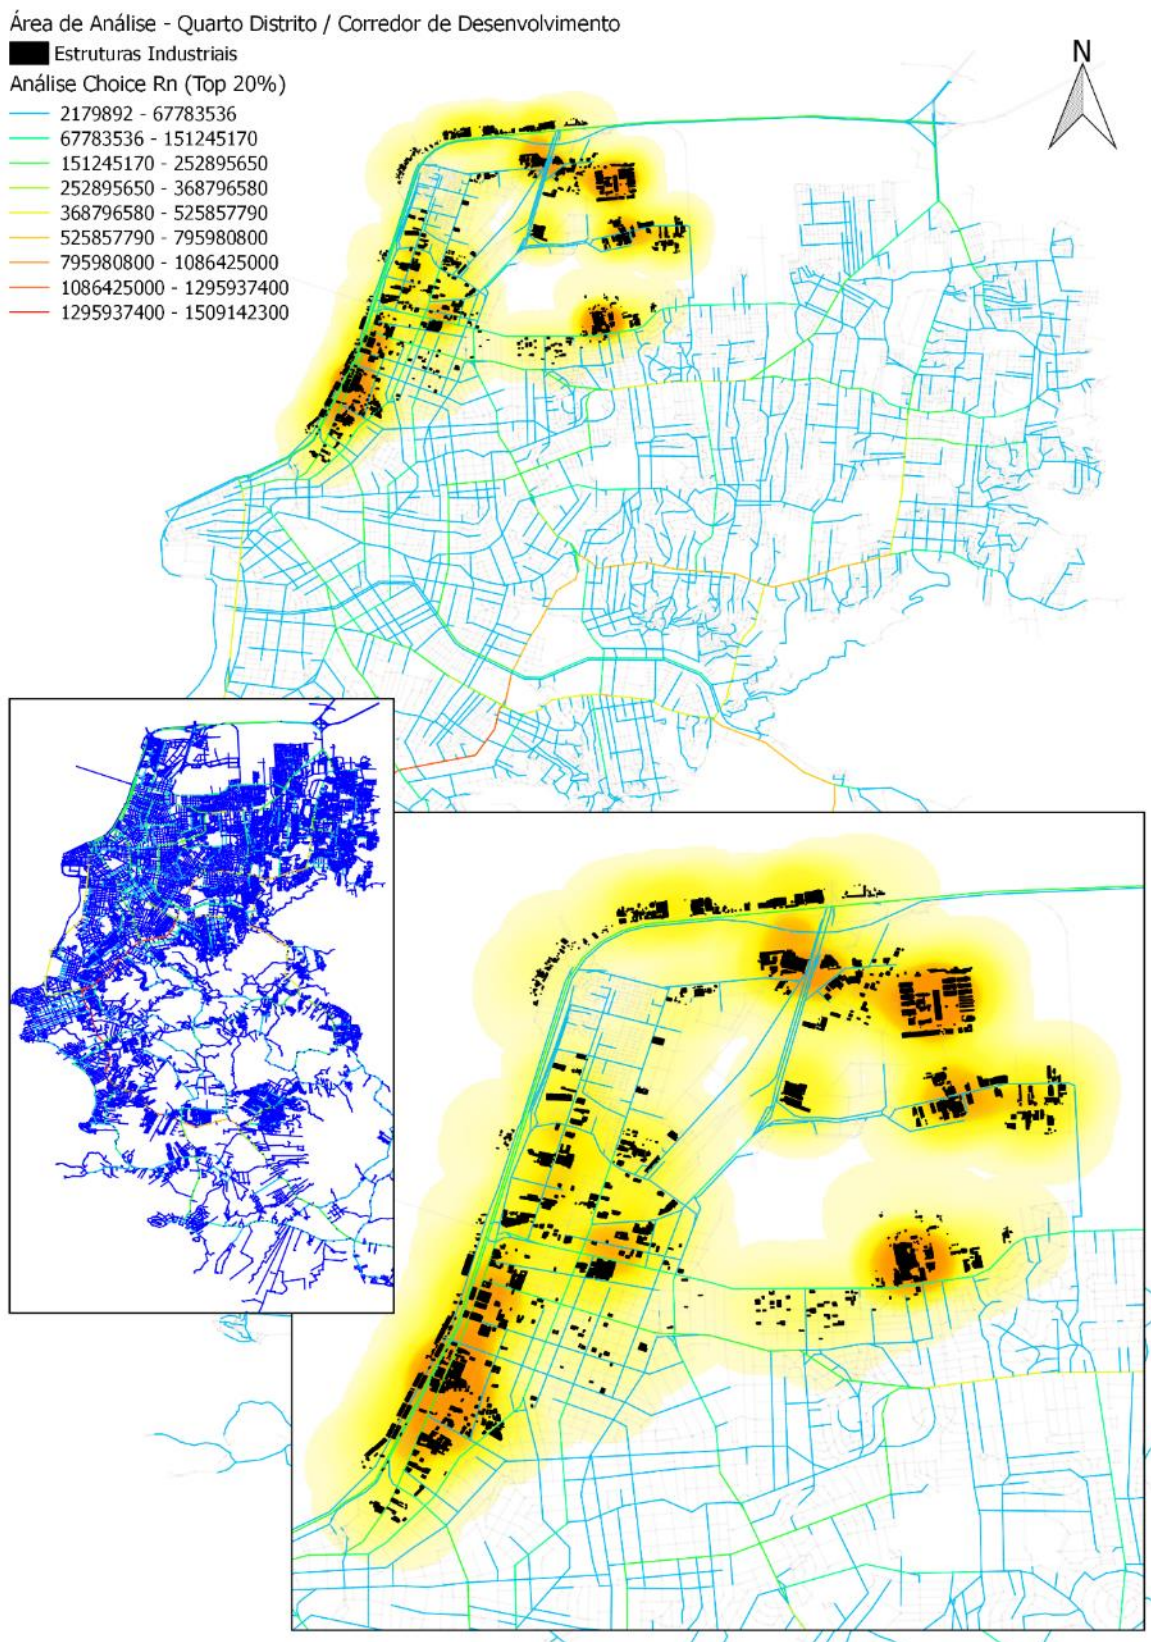 Área de Análise - Quarto Distrito / Corredor de Desenvolvimento
Estruturas Industriais
Análise Choice Rn (Top 20%)
2179892 - 67783536
67783536 - 151245170
151245170 - 252895650
252895650 - 368796580
368796580 - 525857790
525857790 - 795980800
795980800 - 1086425000
1086425000 - 1295937400
1295937400 - 1509142300
N